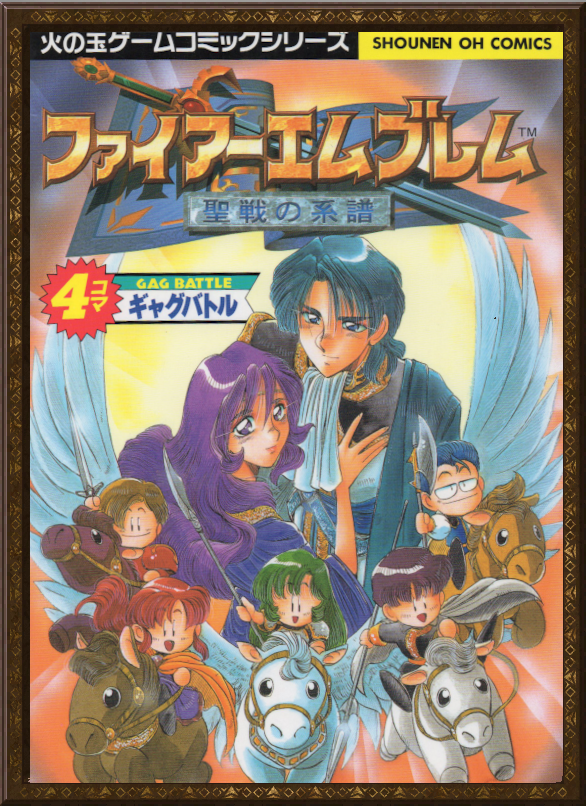 火の玉ゲームコミックシリーズ
SHOUNEN OH COMICS
ファイアーエムブレム™
聖戦の系譜
4コマ
GAG BATTLE
ギャグバトル